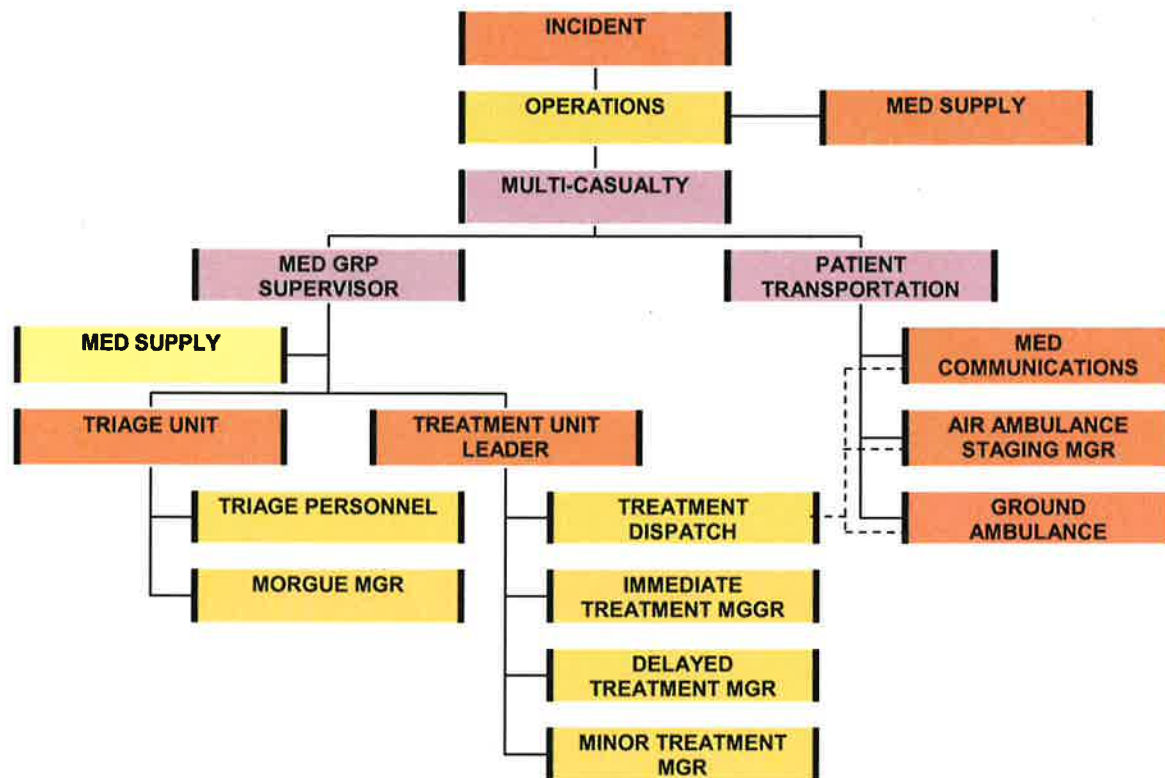 INCIDENT
OPERATIONS
MED SUPPLY
MULTI-CASUALTY
MED GRP
SUPERVISOR
PATIENT
TRANSPORTATION
MED SUPPLY
MED
COMMUNICATIONS
TRIAGE UNIT
TREATMENT UNIT
LEADER
AIR AMBULANCE
STAGING MGR
TRIAGE PERSONNEL
TREATMENT
DISPATCH
GROUND
AMBULANCE
MORGUE MGR
IMMEDIATE
TREATMENT MGGR
DELAYED
TREATMENT MGR
MINOR TREATMENT
MGR